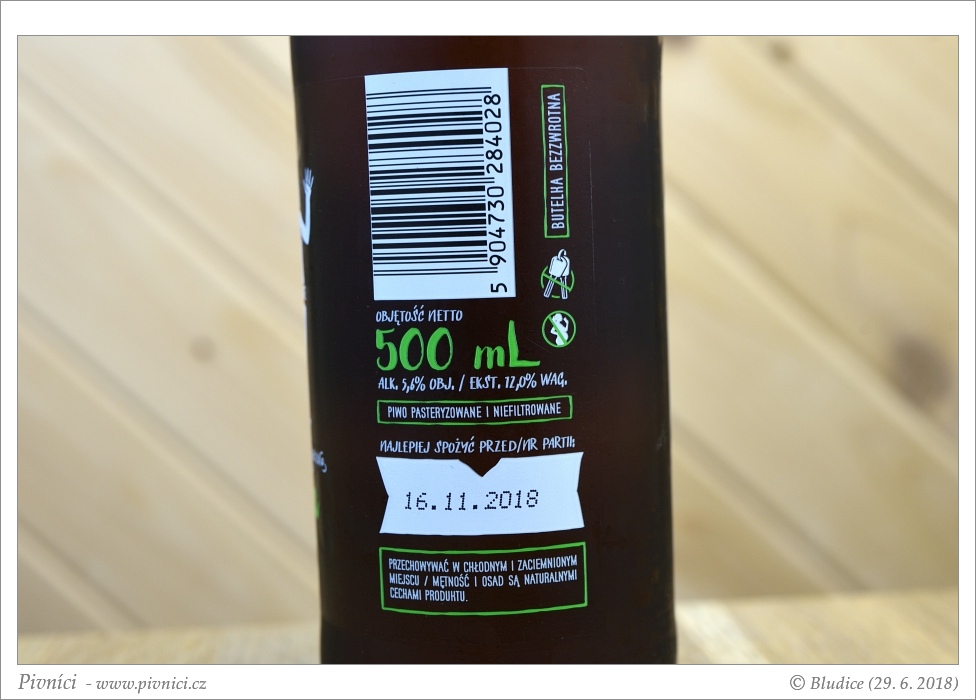 5 904730 284028
BUTELKA BEZZWROTNA
OBJĘTOŚĆ NETTO
500 mL
ALK. 5,6% OBJ. / EKST. 12,0% WAG.
PIWO PASTERYZOWANE I NIEFILTROWANE
NAJLEPIEJ SPOŻYĆ PRZED/NR PARTII:
16.11.2018
PRZECHOWYWAĆ W CHŁODNYM I ZACIEMNIONYM
MIEJSCU / MĘTNOŚĆ I OSAD SĄ NATURALNYMI
CECHAMI PRODUKTU.
Pivníci - www.pivnici.cz
© Bludice (29. 6. 2018)